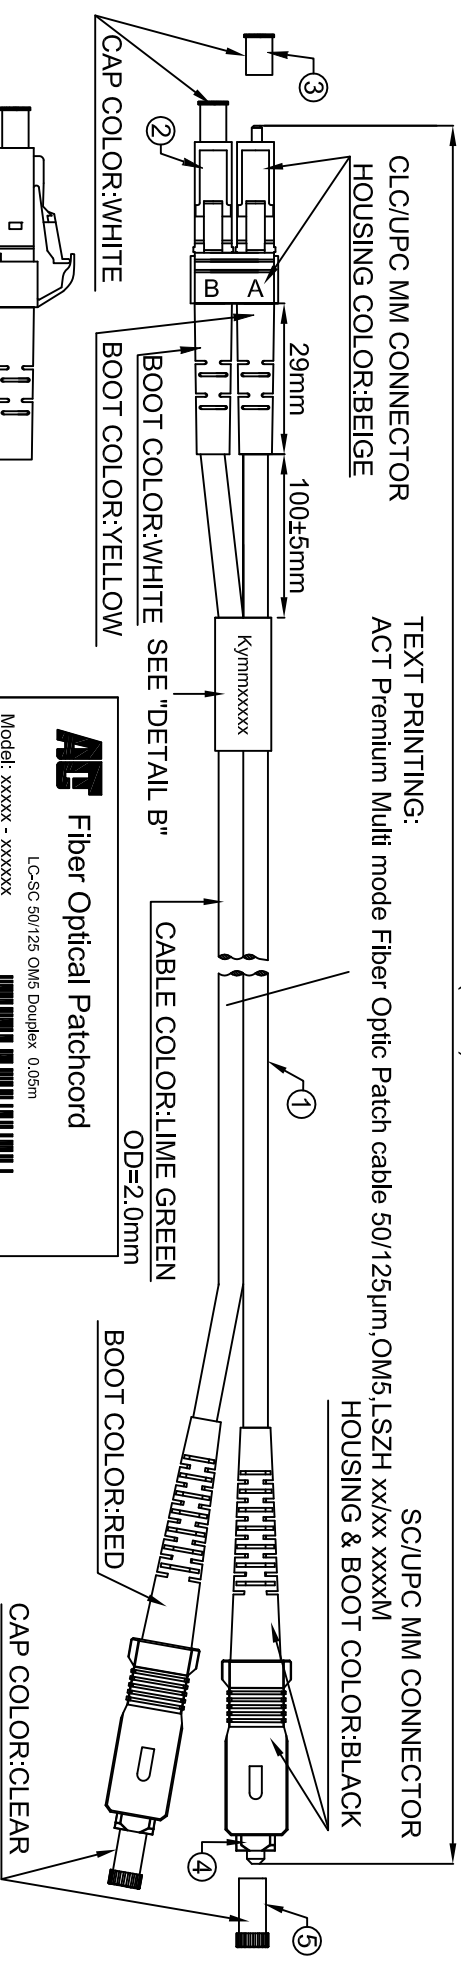 CLC/UPC MM CONNECTOR
HOUSING COLOR:BEIGE
TEXT PRINTING:
ACT Premium Multi mode Fiber Optic Patch cable 50/125µm,OM5,LSZH xx/xx xxxxM
SC/UPC MM CONNECTOR
HOUSING & BOOT COLOR:BLACK
3
29mm
100±5mm
1
5
A
B
Kymmxxxxx
2
4
CAP COLOR:WHITE
BOOT COLOR:WHITE
BOOT COLOR:YELLOW
SEE "DETAIL B"
CABLE COLOR:LIME GREEN
OD=2.0mm
BOOT COLOR:RED
CAP COLOR:CLEAR
ACT Fiber Optical Patchcord
LC-SC 50/125 OM5 Douplex 0.05m
Model: xxxxx - xxxxxx